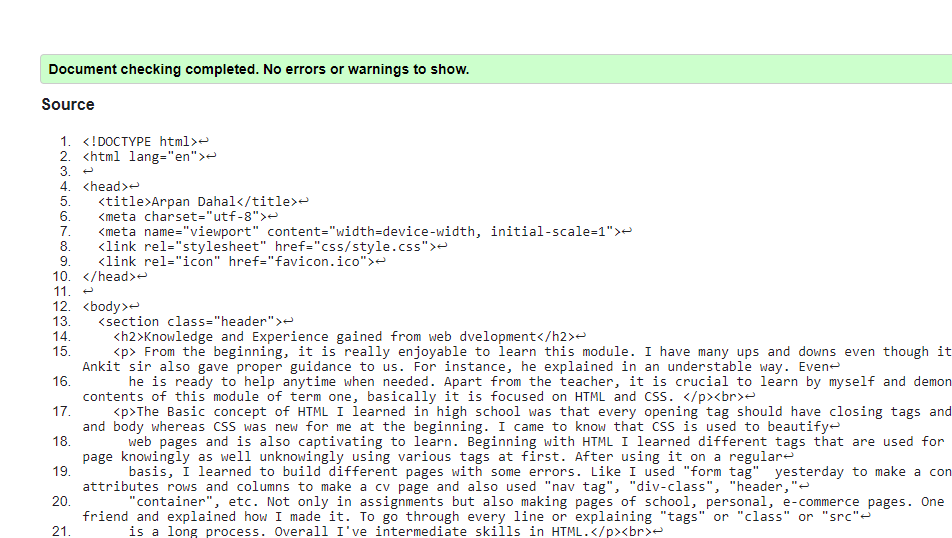 Document checking completed. No errors or warnings to show.
Source
1. <!DOCTYPE html>↩
2. <html lang="en">↩
3. ↩
4. <head>↩
5. <title>Arpan Dahal</title>↩
6. <meta charset="utf-8">↩
7. <meta name="viewport" content="width=device-width, initial-scale=1">↩
8. <link rel="stylesheet" href="css/style.css">↩
9. <link rel="icon" href="favicon.ico">↩
10. </head>↩
11. ↩
12. <body>↩
13. <section class="header">↩
14. <h2>Knowledge and Experience gained from web dvelopment</h2>↩
15. <p> From the beginning, it is really enjoyable to learn this module. I have many ups and downs even though it
Ankit sir also gave proper guidance to us. For instance, he explained in an understable way. Even↩
16. he is ready to help anytime when needed. Apart from the teacher, it is crucial to learn by myself and demon
contents of this module of term one, basically it is focused on HTML and CSS. </p><br>↩
17. <p>The Basic concept of HTML I learned in high school was that every opening tag should have closing tags and
and body whereas CSS was new for me at the beginning. I came to know that CSS is used to beautify↩
18. web pages and is also captivating to learn. Beginning with HTML I learned different tags that are used for
page knowingly as well unknowingly using various tags at first. After using it on a regular↩
19. basis, I learned to build different pages with some errors. Like I used "form tag"  yesterday to make a con
attributes rows and columns to make a cv page and also used "nav tag", "div-class", "header,"↩
20. "container", etc. Not only in assignments but also making pages of school, personal, e-commerce pages. One
friend and explained how I made it. To go through every line or explaining "tags" or "class" or "src"↩
21. is a long process. Overall I've intermediate skills in HTML.</p><br>↩